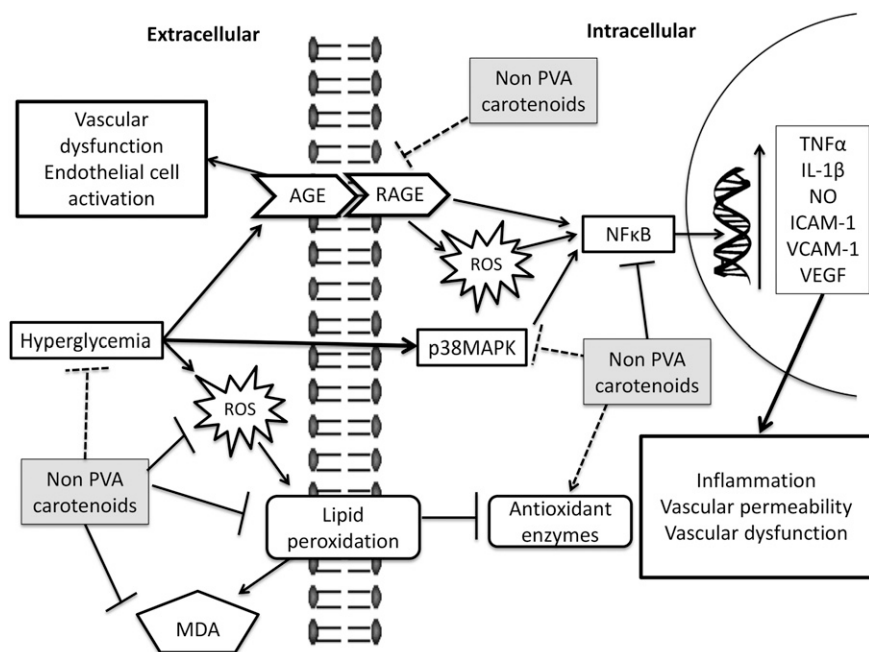 Extracellular
Intracellular
Non PVA
carotenoids
Vascular
dysfunction
Endothelial cell
activation
TNFα
IL-1β
NO
ICAM-1
VCAM-1
VEGF
AGE
RAGE
NFκB
ROS
Hyperglycemia
p38MAPK
Non PVA
carotenoids
ROS
Non PVA
carotenoids
Lipid
peroxidation
Antioxidant
enzymes
Inflammation
Vascular permeability
Vascular dysfunction
MDA